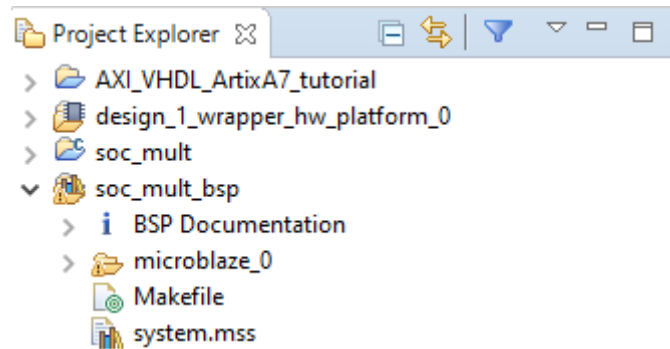 Project Explorer
AXI_VHDL_ArtixA7_tutorial
design_1_wrapper_hw_platform_0
soc_mult
soc_mult_bsp
BSP Documentation
microblaze_0
Makefile
system.mss